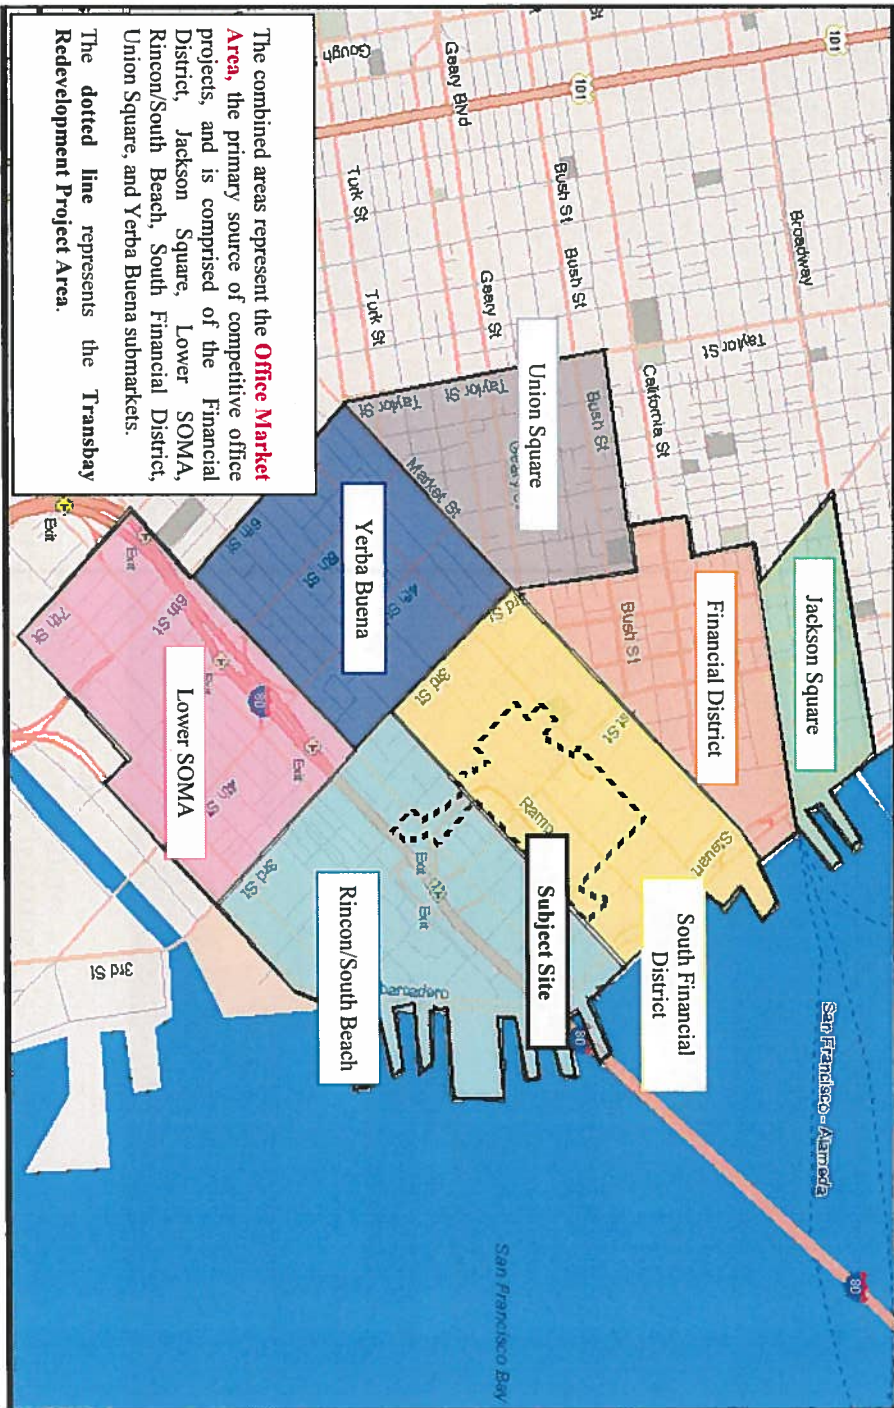 The combined areas represent the Office Market
Area, the primary source of competitive office
projects, and is comprised of the Financial
District, Jackson Square, Lower SOMA,
Rincon/South Beach, South Financial District,
Union Square, and Yerba Buena submarkets.
The dotted line represents the Transbay
Redevelopment Project Area.
101
101
Gough
Geary Blvd
Turk St
Turk St
Bush St
Bush St
Geary St
Broadway
Taylor St
California St
St
Union Square
Bush St
Taylor St
Taylor St
Market St
Jackson Square
Financial District
Bush St
Yerba Buena
6th St
5th St
4th St
3rd St
3rd St
1st St
Steuart
Ramp
South Financial
District
Subject Site
Rincon/South Beach
Exit
Exit
Lower SOMA
6th St
7th St
5th St
3rd St
3rd St
Exit
Exit
Exit
Exit
80
80
80
San Francisco - Alameda
San Francisco Bay